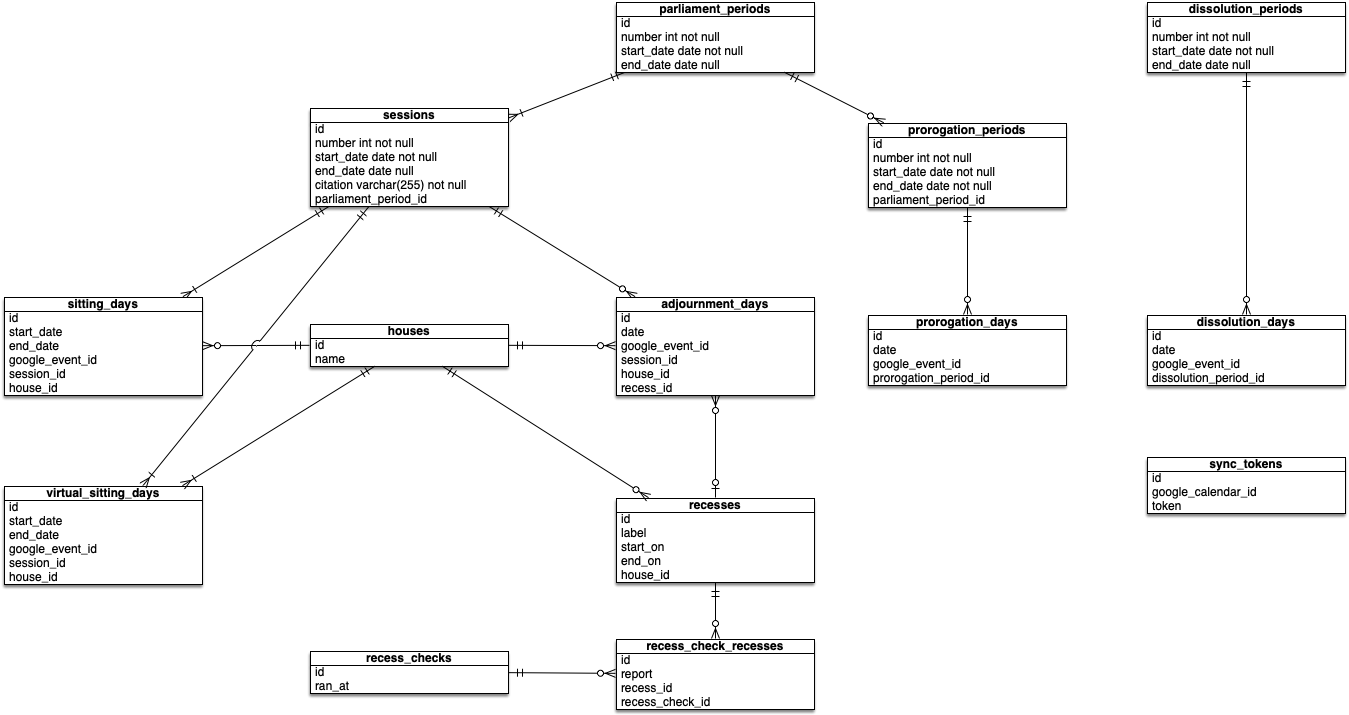 parliament_periods
id
number int not null
start_date date not null
end_date date null
dissolution_periods
id
number int not null
start_date date not null
end_date date null
sessions
id
number int not null
start_date date not null
end_date date null
citation varchar(255) not null
parliament_period_id
prorogation_periods
id
number int not null
start_date date not null
end_date date not null
parliament_period_id
sitting_days
id
start_date
end_date
google_event_id
session_id
house_id
houses
id
name
adjournment_days
id
date
google_event_id
session_id
house_id
recess_id
prorogation_days
id
date
google_event_id
prorogation_period_id
dissolution_days
id
date
google_event_id
dissolution_period_id
sync_tokens
id
google_calendar_id
token
virtual_sitting_days
id
start_date
end_date
google_event_id
session_id
house_id
recesses
id
label
start_on
end_on
house_id
recess_checks
id
ran_at
recess_check_recesses
id
report
recess_id
recess_check_id